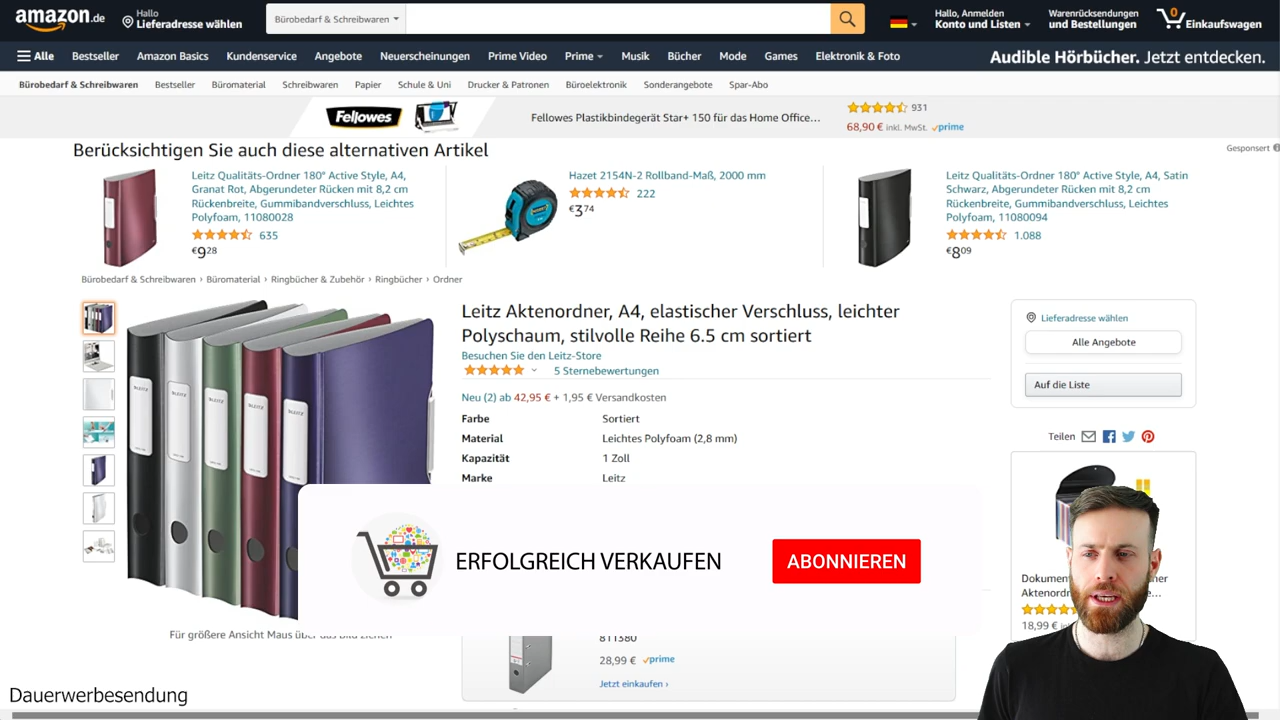 amazon.de
Hallo
Lieferadresse wählen
Bürobedarf & Schreibwaren
Hallo, Anmelden
Konto und Listen
Warenrücksendungen
und Bestellungen
0
Einkaufswagen
Alle
Bestseller
Amazon Basics
Kundenservice
Angebote
Neuerscheinungen
Prime Video
Prime
Musik
Bücher
Mode
Games
Elektronik & Foto
Audible Hörbücher. Jetzt entdecken.
Bürobedarf & Schreibwaren
Bestseller
Büromaterial
Schreibwaren
Papier
Schule & Uni
Drucker & Patronen
Büroelektronik
Sonderangebote
Spar-Abo
Fellowes
Fellowes Plastikbindegerät Star+ 150 für das Home Office…
931
68,90 € inkl. MwSt. prime
Berücksichtigen Sie auch diese alternativen Artikel
Gesponsert
Leitz Qualitäts-Ordner 180° Active Style, A4,
Granat Rot, Abgerundeter Rücken mit 8,2 cm
Rückenbreite, Gummibandverschluss, Leichtes
Polyfoam, 11080028
635
€9 28
Hazet 2154N-2 Rollband-Maß, 2000 mm
222
€3 74
Leitz Qualitäts-Ordner 180° Active Style, A4, Satin
Schwarz, Abgerundeter Rücken mit 8,2 cm
Rückenbreite, Gummibandverschluss, Leichtes
Polyfoam, 11080094
1.088
€8 09
Bürobedarf & Schreibwaren › Büromaterial › Ringbücher & Zubehör › Ringbücher › Ordner
Leitz Aktenordner, A4, elastischer Verschluss, leichter
Polyschaum, stilvolle Reihe 6.5 cm sortiert
Besuchen Sie den Leitz-Store
5 Sternebewertungen
Neu (2) ab 42,95 € + 1,95 € Versandkosten
Farbe Sortiert
Material Leichtes Polyfoam (2,8 mm)
Kapazität 1 Zoll
Marke Leitz
Lieferadresse wählen
Alle Angebote
Auf die Liste
Teilen
LEITZ
LEITZ
LEITZ
LEITZ
LEITZ
ERFOLGREICH VERKAUFEN
ABONNIEREN
Für größere Ansicht Maus über das Bild ziehen
811380
28,99 € prime
Jetzt einkaufen ›
18,99 €
Dauerwerbesendung